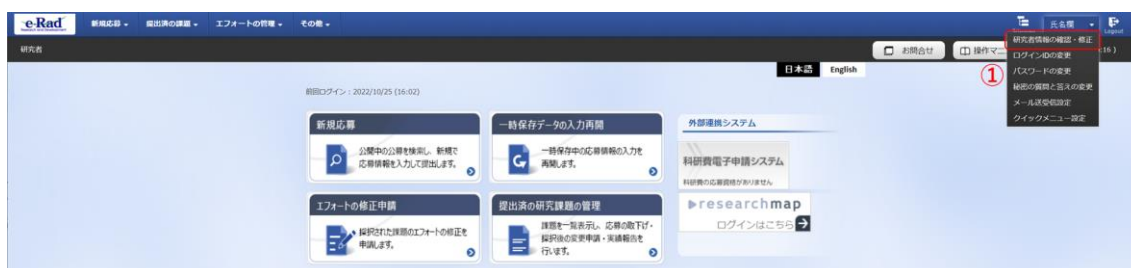 e-Rad
新規応募
提出済の課題
エフォートの管理
その他
氏名欄
Logout
研究者
お問合せ
操作マニ
:16 )
研究者情報の確認・修正
ログインIDの変更
パスワードの変更
秘密の質問と答えの変更
メール送受信設定
クイックメニュー設定
①
日本語
English
前回ログイン：2022/10/25 (16:02)
新規応募
公開中の公募を検索し、新規で
応募情報を入力して提出します。
一時保存データの入力再開
一時保存中の応募情報の入力を
再開します。
外部連携システム
科研費電子申請システム
科研費の応募資格がありません
エフォートの修正申請
採択された課題のエフォートの修正を
申請します。
提出済の研究課題の管理
課題を一覧表示し、応募の取下げ・
採択後の変更申請・実績報告を
行います。
researchmap
ログインはこちら